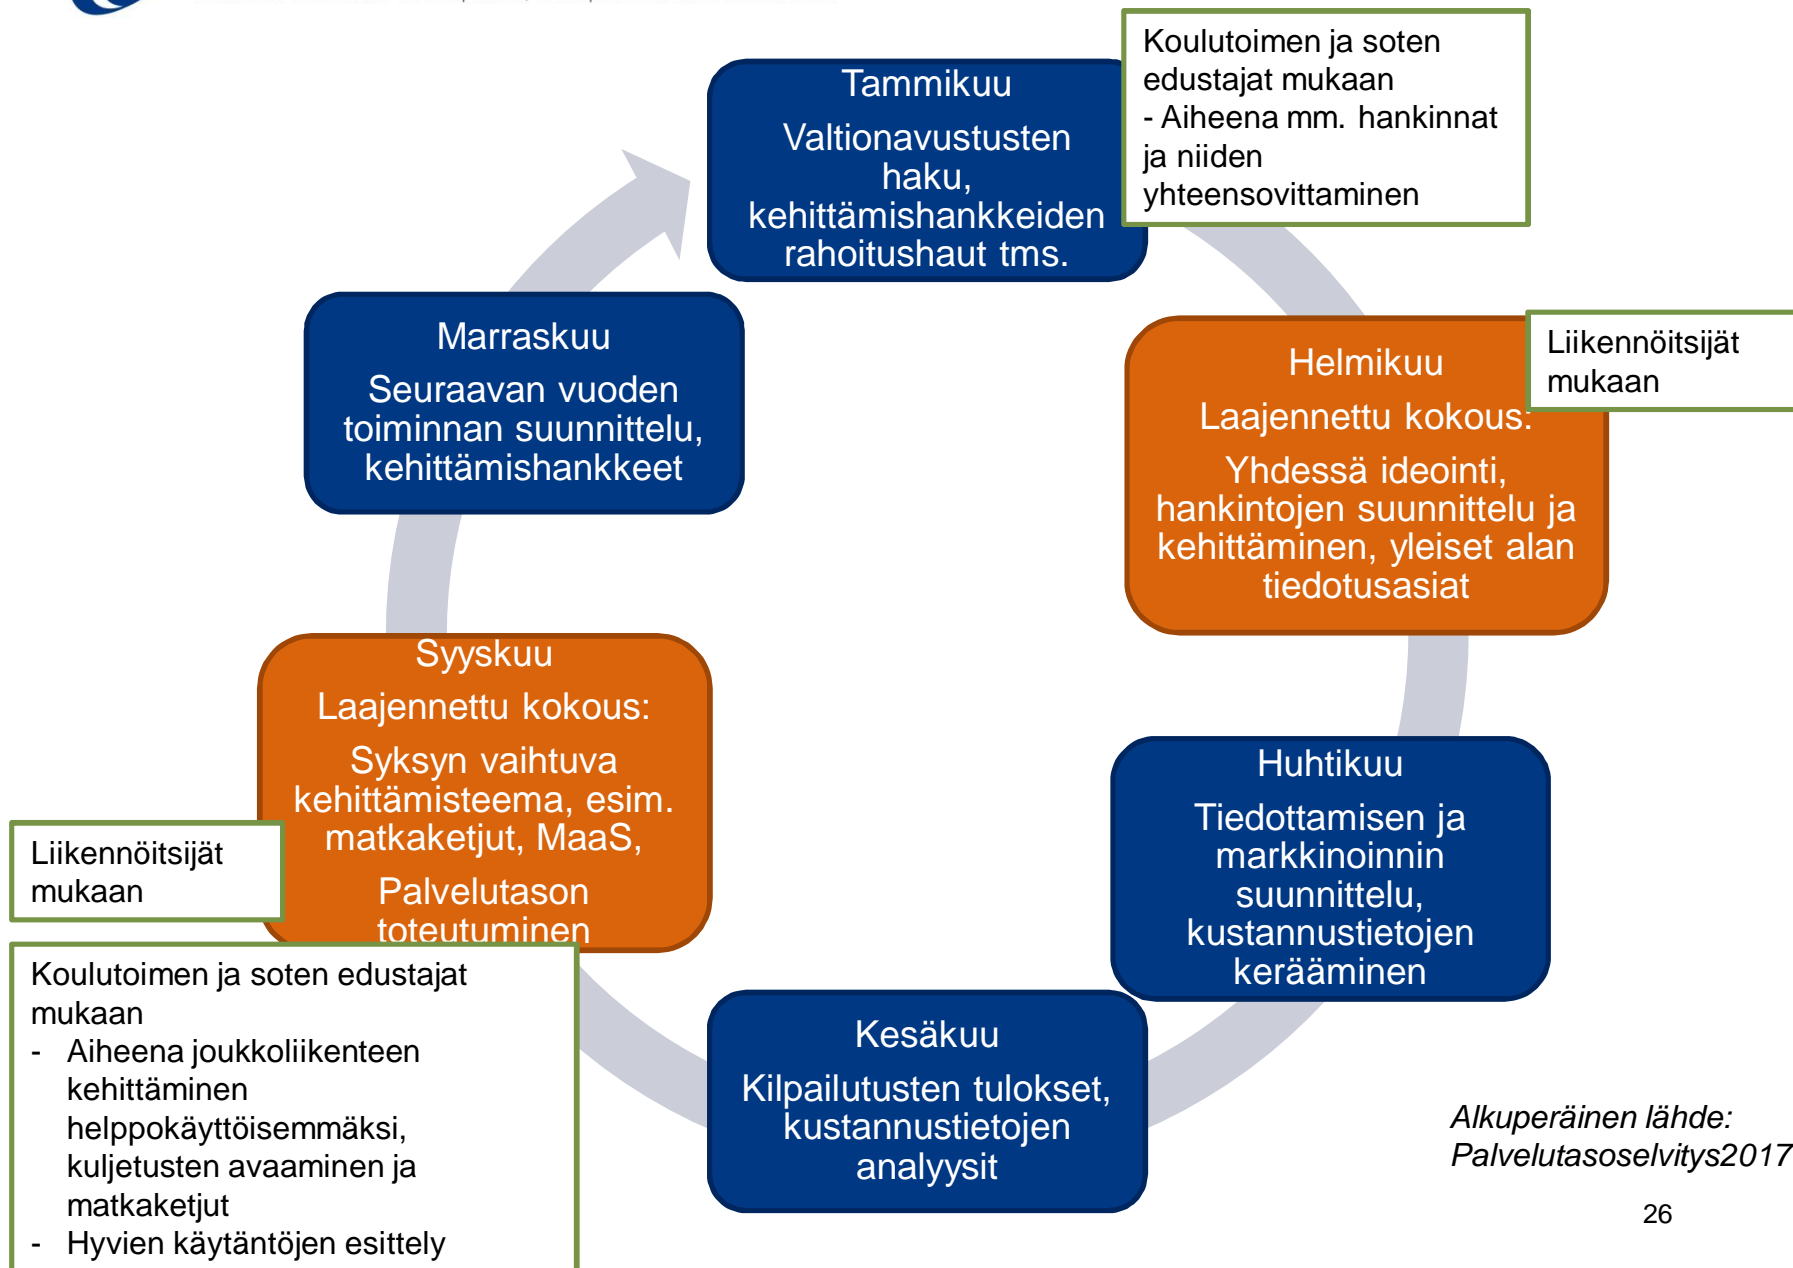 Tammikuu
Valtionavustusten
haku,
kehittämishankkeiden
rahoitushaut tms.
Koulutoimen ja soten
edustajat mukaan
- Aiheena mm. hankinnat
ja niiden
yhteensovittaminen
Helmikuu
Laajennettu kokous:
Yhdessä ideointi,
hankintojen suunnittelu ja
kehittäminen, yleiset alan
tiedotusasiat
Liikennöitsijät
mukaan
Huhtikuu
Tiedottamisen ja
markkinoinnin
suunnittelu,
kustannustietojen
kerääminen
Kesäkuu
Kilpailutusten tulokset,
kustannustietojen
analyysit
Syyskuu
Laajennettu kokous:
Syksyn vaihtuva
kehittämisteema, esim.
matkaketjut, MaaS,
Palvelutason
toteutuminen
Liikennöitsijät
mukaan
Koulutoimen ja soten edustajat
mukaan
- Aiheena joukkoliikenteen
kehittäminen
helppokäyttöisemmäksi,
kuljetusten avaaminen ja
matkaketjut
- Hyvien käytäntöjen esittely
Marraskuu
Seuraavan vuoden
toiminnan suunnittelu,
kehittämishankkeet
Alkuperäinen lähde:
Palvelutasoselvitys2017
26